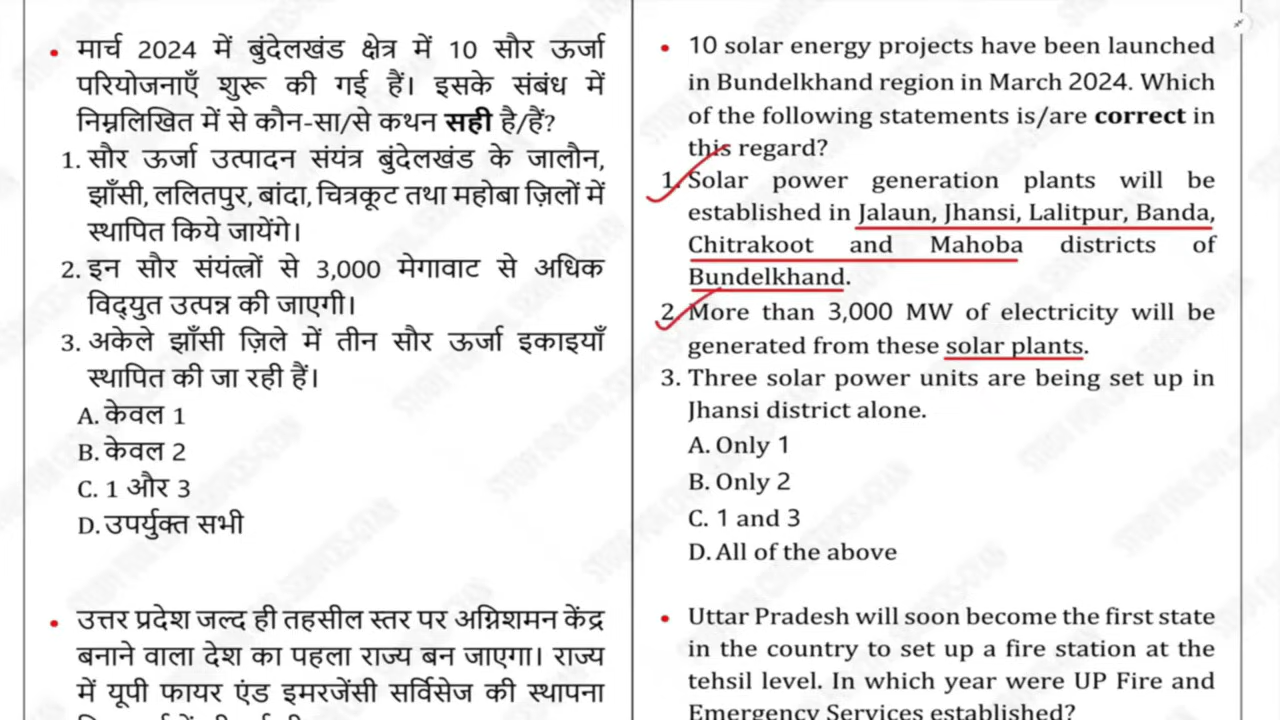 • मार्च 2024 में बुंदेलखंड क्षेत्र में 10 सौर ऊर्जा
परियोजनाएँ शुरू की गई हैं। इसके संबंध में
निम्नलिखित में से कौन-सा/से कथन सही है/हैं?
1. सौर ऊर्जा उत्पादन संयंत्र बुंदेलखंड के जालौन,
झाँसी, ललितपुर, बांदा, चित्रकूट तथा महोबा ज़िलों में
स्थापित किये जायेंगे।
2. इन सौर संयंत्रों से 3,000 मेगावाट से अधिक
विद्युत उत्पन्न की जाएगी।
3. अकेले झाँसी ज़िले में तीन सौर ऊर्जा इकाइयाँ
स्थापित की जा रही हैं।
A. केवल 1
B. केवल 2
C. 1 और 3
D. उपर्युक्त सभी
• उत्तर प्रदेश जल्द ही तहसील स्तर पर अग्निशमन केंद्र
बनाने वाला देश का पहला राज्य बन जाएगा। राज्य
में यूपी फायर एंड इमरजेंसी सर्विसेज की स्थापना
• 10 solar energy projects have been launched
in Bundelkhand region in March 2024. Which
of the following statements is/are correct in
this regard?
1. Solar power generation plants will be
established in Jalaun, Jhansi, Lalitpur, Banda,
Chitrakoot and Mahoba districts of
Bundelkhand.
2. More than 3,000 MW of electricity will be
generated from these solar plants.
3. Three solar power units are being set up in
Jhansi district alone.
A. Only 1
B. Only 2
C. 1 and 3
D. All of the above
• Uttar Pradesh will soon become the first state
in the country to set up a fire station at the
tehsil level. In which year were UP Fire and
Emergency Services established?